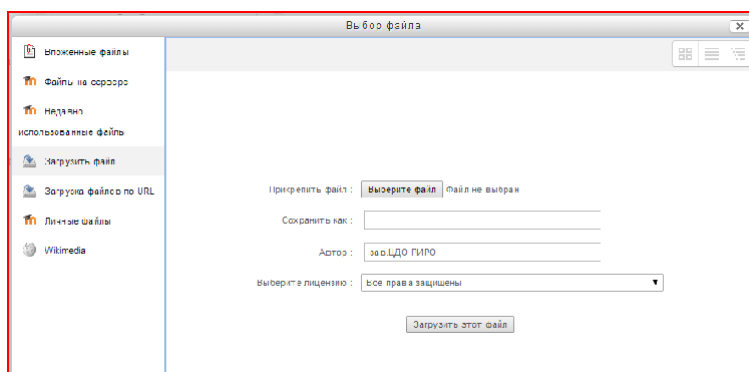 Выбор файла
Вложенные файлы
Файлы на сервере
Недавно
использованные файлы
Загрузить файл
Загрузка файлов по URL
Личные файлы
Wikimedia
Прикрепить файл : Выберите файл Файл не выбран
Сохранить как :
Автор : ЦДО ГИРО
Выберите лицензию : Все права защищены
Загрузить этот файл